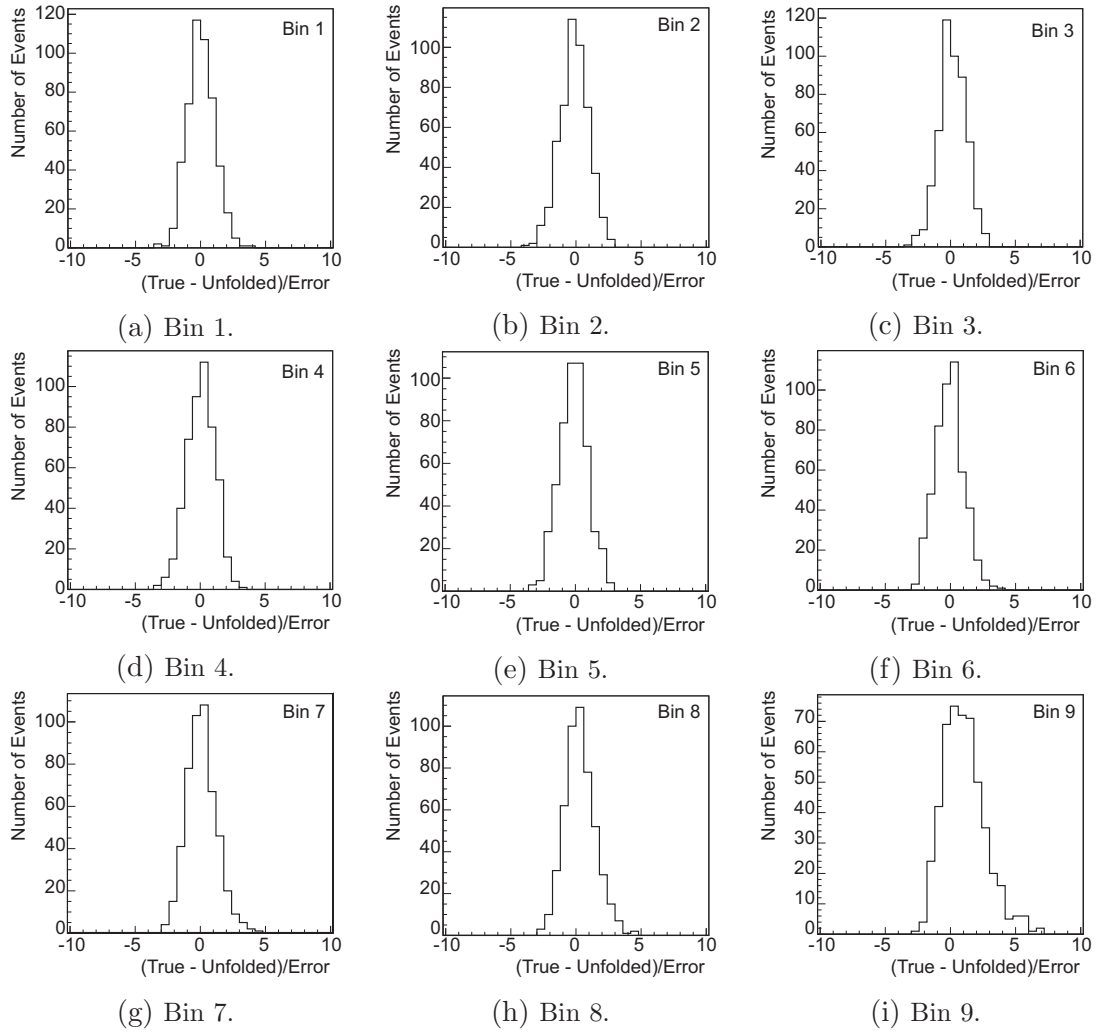 Number of Events
120
100
80
60
40
20
0
Bin 1
-10 -5 0 5 10
(True - Unfolded)/Error
(a) Bin 1.
Number of Events
100
80
60
40
20
0
Bin 2
-10 -5 0 5 10
(True - Unfolded)/Error
(b) Bin 2.
Number of Events
120
100
80
60
40
20
0
Bin 3
-10 -5 0 5 10
(True - Unfolded)/Error
(c) Bin 3.
Number of Events
100
80
60
40
20
0
Bin 4
-10 -5 0 5 10
(True - Unfolded)/Error
(d) Bin 4.
Number of Events
100
80
60
40
20
0
Bin 5
-10 -5 0 5 10
(True - Unfolded)/Error
(e) Bin 5.
Number of Events
100
80
60
40
20
0
Bin 6
-10 -5 0 5 10
(True - Unfolded)/Error
(f) Bin 6.
Number of Events
100
80
60
40
20
0
Bin 7
-10 -5 0 5 10
(True - Unfolded)/Error
(g) Bin 7.
Number of Events
100
80
60
40
20
0
Bin 8
-10 -5 0 5 10
(True - Unfolded)/Error
(h) Bin 8.
Number of Events
70
60
50
40
30
70
10
0
Bin 9
-10 -5 0 5 10
(True - Unfolded)/Error
(i) Bin 9.